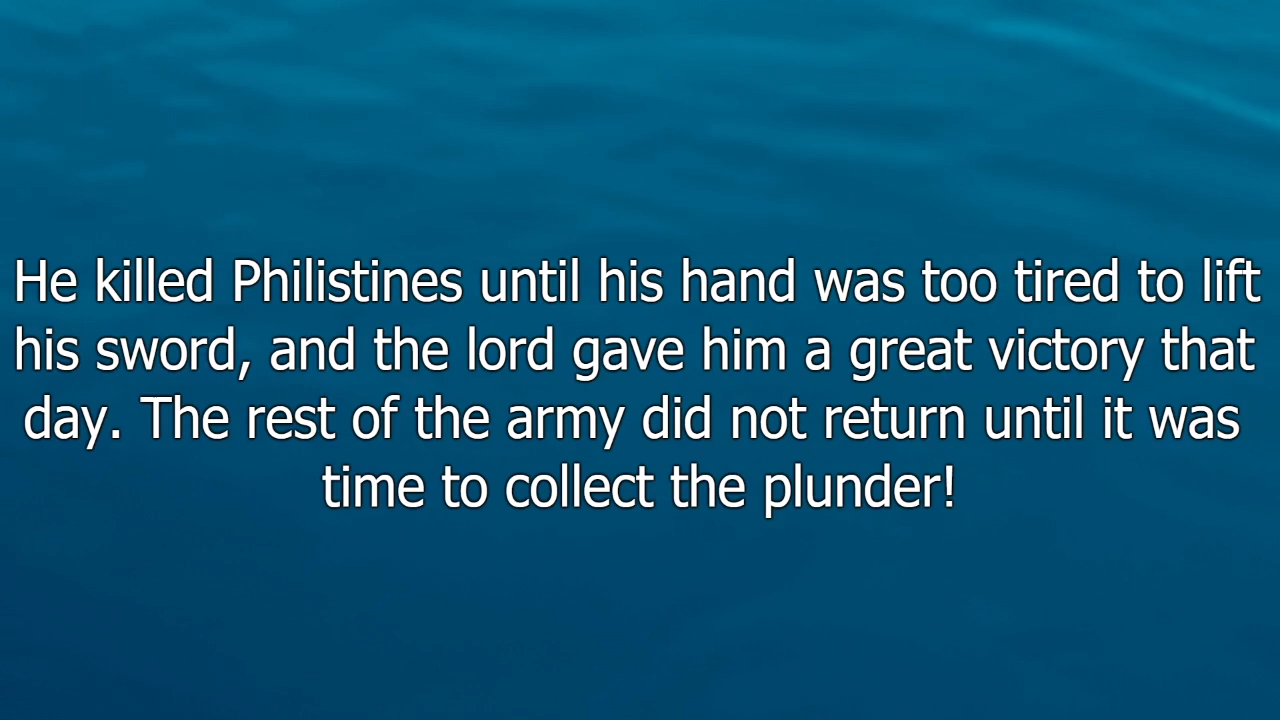 He killed Philistines until his hand was too tired to lift
his sword, and the lord gave him a great victory that
day. The rest of the army did not return until it was
time to collect the plunder!